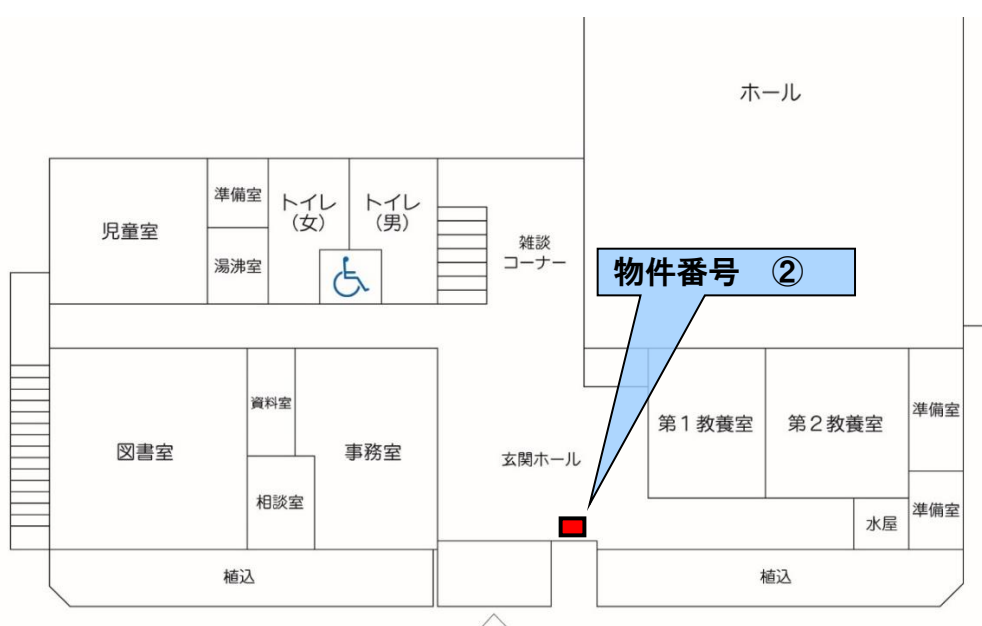 ホール
準備室
トイレ
(女)
トイレ
(男)
児童室
湯沸室
雑談
コーナー
物件番号　②
資料室
図書室
事務室
相談室
玄関ホール
第1教養室
第2教養室
準備室
水屋
準備室
植込
植込